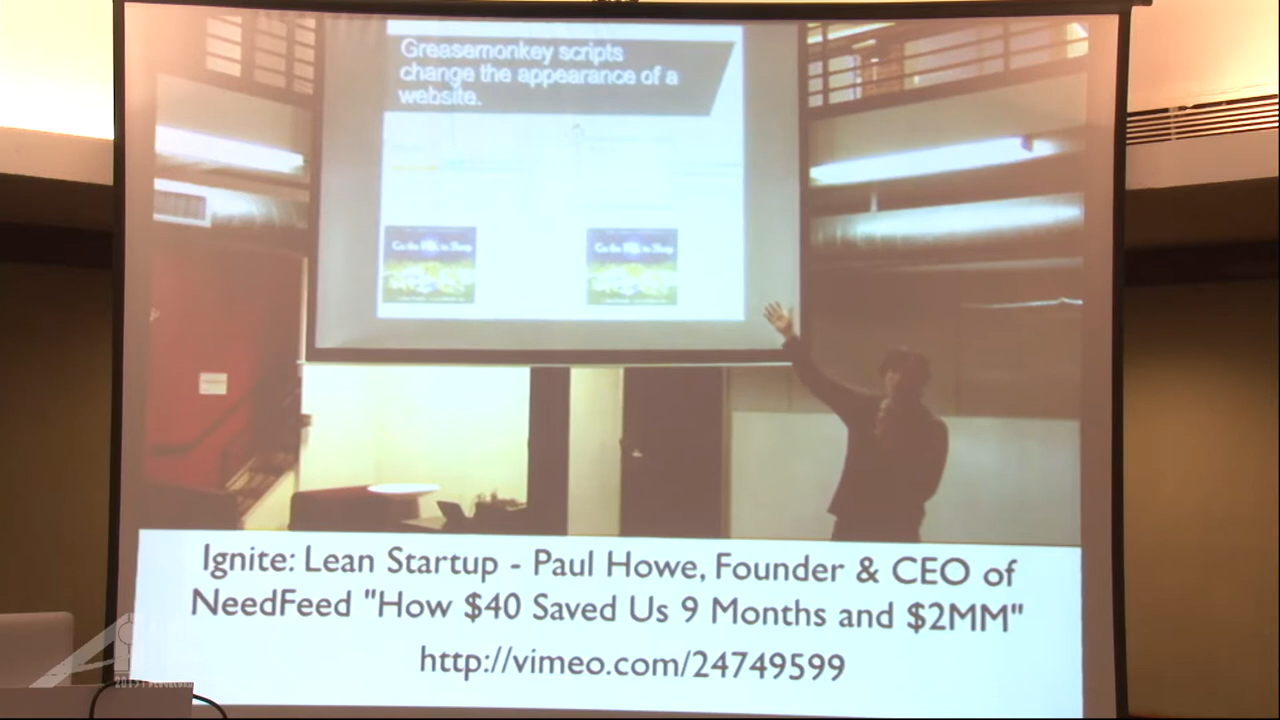 Greasemonkey scripts
change the appearance of a
website.
Ignite: Lean Startup - Paul Howe, Founder & CEO of
NeedFeed "How $40 Saved Us 9 Months and $2MM"
http://vimeo.com/24749599